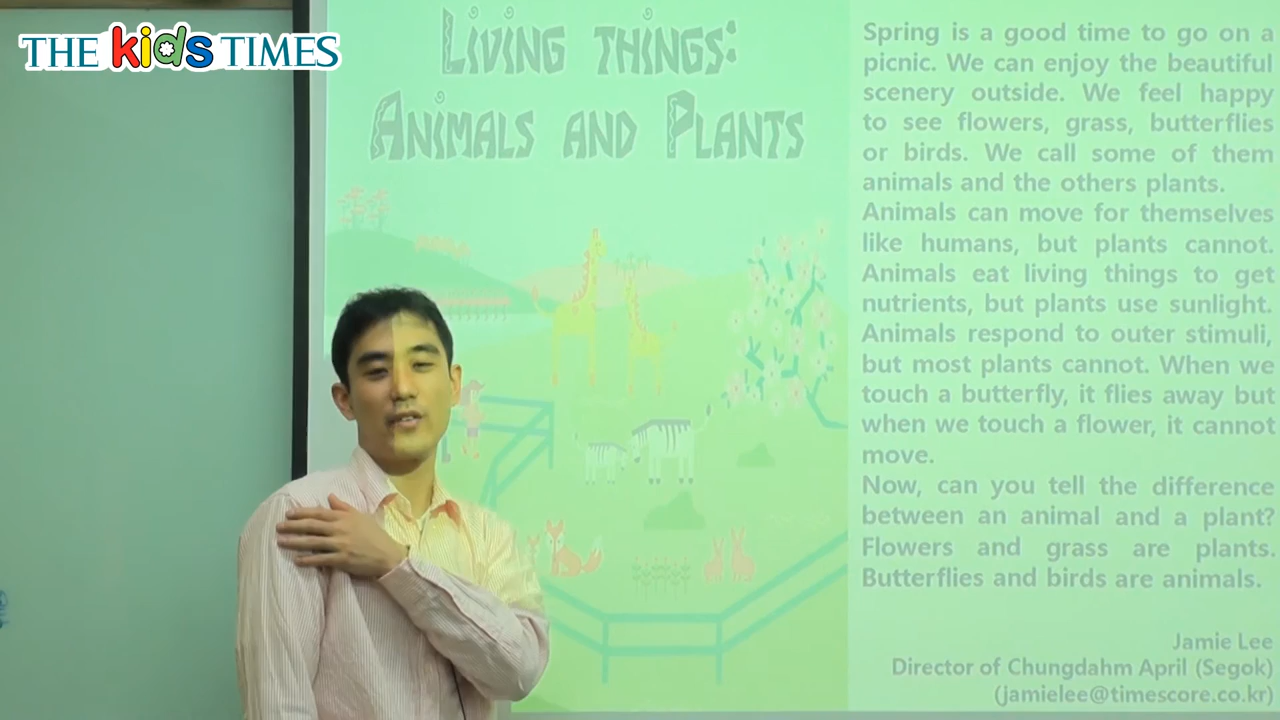 THE kids TIMES
LIVING THINGS:
ANIMALS AND PLANTS
Spring is a good time to go on a
picnic. We can enjoy the beautiful
scenery outside. We feel happy
to see flowers, grass, butterflies
or birds. We call some of them
animals and the others plants.
Animals can move for themselves
like humans, but plants cannot.
Animals eat living things to get
nutrients, but plants use sunlight.
Animals respond to outer stimuli,
but most plants cannot. When we
touch a butterfly, it flies away but
when we touch a flower, it cannot
move.
Now, can you tell the difference
between an animal and a plant?
Flowers and grass are plants.
Butterflies and birds are animals.
Jamie Lee
Director of Chungdahm April (Segok)
(jamielee@timescore.co.kr)